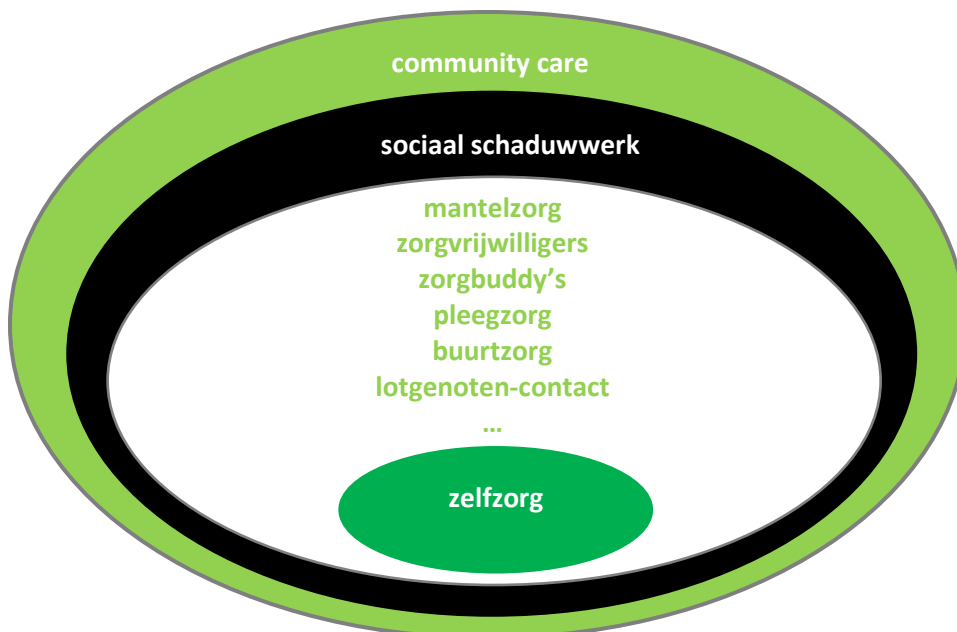 community care
sociaal schaduwwerk
mantelzorg
zorgvrijwilligers
zorgbuddy’s
pleegzorg
buurtzorg
lotgenoten-contact
…
zelfzorg